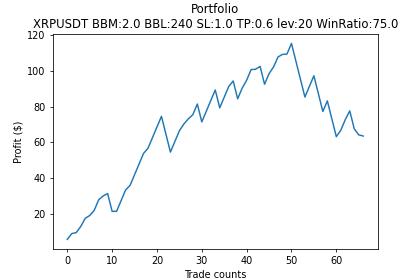 Portfolio
XRPUSDT BBM:2.0 BBL:240 SL:1.0 TP:0.6 lev:20 WinRatio:75.0
120
100
80
60
40
20
Profit ($)
0 10 20 30 40 50 60
Trade counts